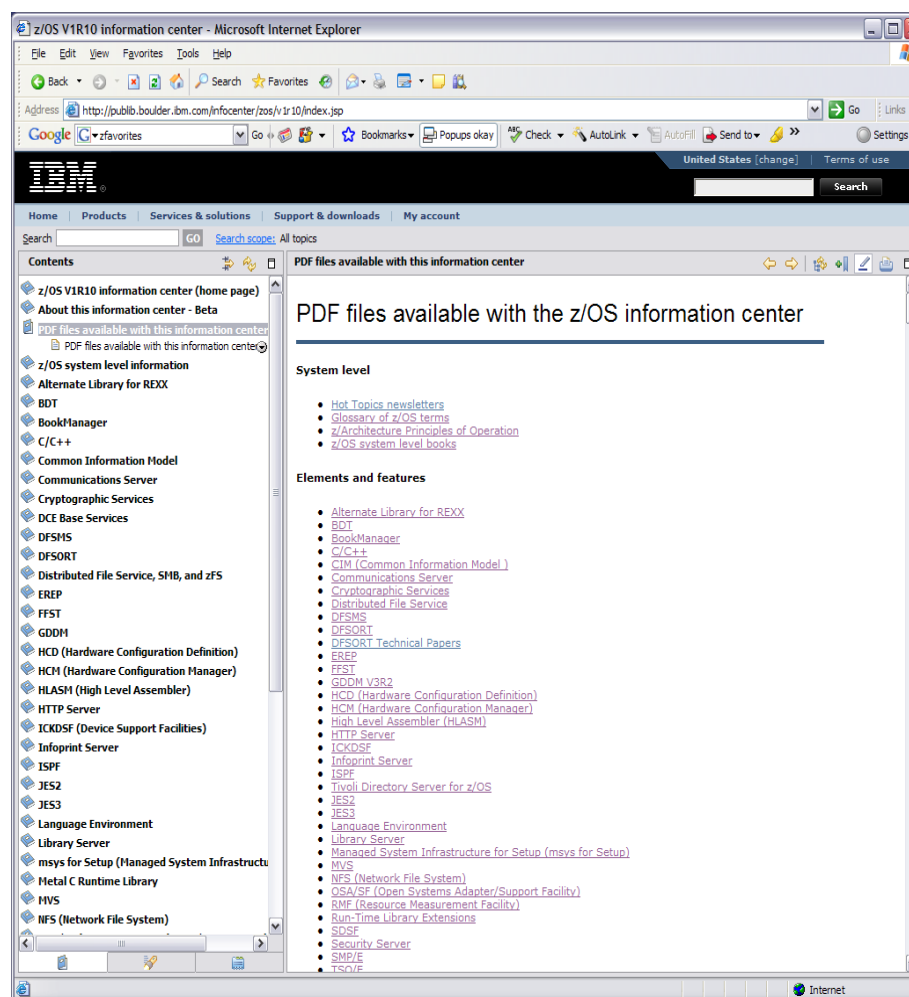 z/OS V1R10 information center - Microsoft Internet Explorer
File Edit View Favorites Tools Help
Back Search Favorites
Address http://publib.boulder.ibm.com/infocenter/zos/v1r10/index.jsp Go Links
Google G zfavorites Go Bookmarks Popups okay ABC Check AutoLink AutoFill Send to Settings
United States [change] Terms of use
IBM
Search
Home Products Services & solutions Support & downloads My account
Search GO Search scope: All topics
Contents
z/OS V1R10 information center (home page)
About this information center - Beta
PDF files available with this information center
PDF files available with this information center
z/OS system level information
Alternate Library for REXX
BDT
BookManager
C/C++
Common Information Model
Communications Server
Cryptographic Services
DCE Base Services
DFSMS
DFSORT
Distributed File Service, SMB, and zFS
EREP
FFST
GDDM
HCD (Hardware Configuration Definition)
HCM (Hardware Configuration Manager)
HLASM (High Level Assembler)
HTTP Server
ICKDSF (Device Support Facilities)
Infoprint Server
ISPF
JES2
JES3
Language Environment
Library Server
msys for Setup (Managed System Infrastructu
Metal C Runtime Library
MVS
NFS (Network File System)
PDF files available with this information center
PDF files available with the z/OS information center
System level
Hot Topics newsletters
Glossary of z/OS terms
z/Architecture Principles of Operation
z/OS system level books
Elements and features
Alternate Library for REXX
BDT
BookManager
C/C++
CIM (Common Information Model )
Communications Server
Cryptographic Services
Distributed File Service
DFSMS
DFSORT
DFSORT Technical Papers
EREP
FFST
GDDM V3R2
HCD (Hardware Configuration Definition)
HCM (Hardware Configuration Manager)
High Level Assembler (HLASM)
HTTP Server
ICKDSF
Infoprint Server
ISPF
Tivoli Directory Server for z/OS
JES2
JES3
Language Environment
Library Server
Managed System Infrastructure for Setup (msys for Setup)
MVS
NFS (Network File System)
OSA/SF (Open Systems Adapter/Support Facility)
RMF (Resource Measurement Facility)
Run-Time Library Extensions
SDSF
Security Server
SMP/E
TSO/E
Internet